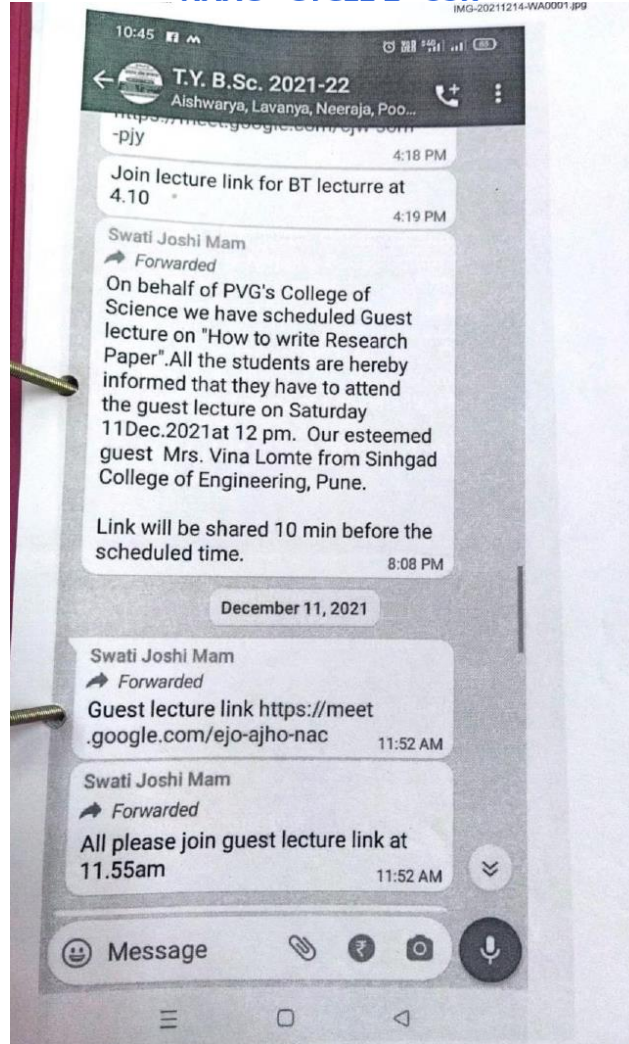 IMG-20211214-WA0001.jpg
10:45
T.Y. B.Sc. 2021-22
Aishwarya, Lavanya, Neeraja, Poo...
-pjy
4:18 PM
Join lecture link for BT lecturre at
4.10
4:19 PM
Swati Joshi Mam
Forwarded
On behalf of PVG's College of
Science we have scheduled Guest
lecture on "How to write Research
Paper".All the students are hereby
informed that they have to attend
the guest lecture on Saturday
11Dec.2021at 12 pm. Our esteemed
guest Mrs. Vina Lomte from Sinhgad
College of Engineering, Pune.
Link will be shared 10 min before the
scheduled time.
8:08 PM
December 11, 2021
Swati Joshi Mam
Forwarded
Guest lecture link https://meet
.google.com/ejo-ajho-nac
11:52 AM
Swati Joshi Mam
Forwarded
All please join guest lecture link at
11.55am
11:52 AM
Message